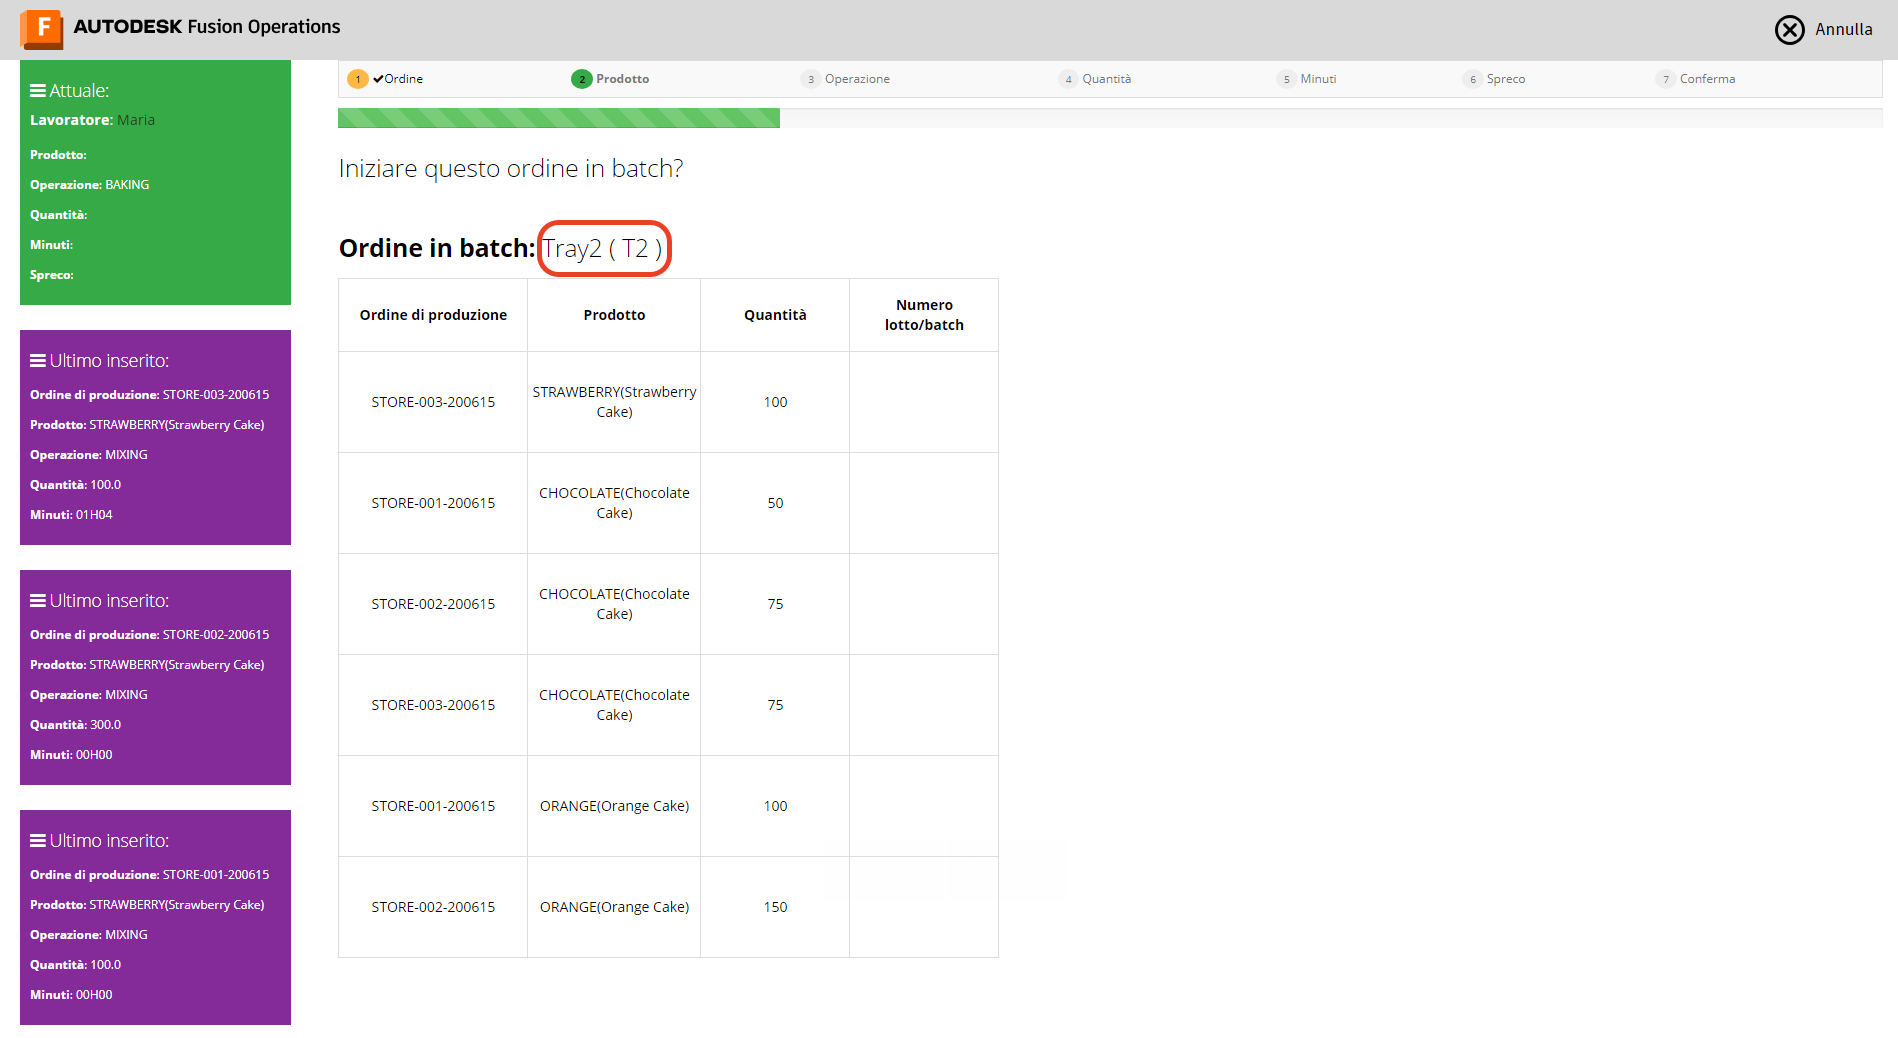 F AUTODESK Fusion Operations
Annulla
1 Ordine 2 Prodotto 3 Operazione 4 Quantità 5 Minuti 6 Spreco 7 Conferma
Attuale:
Lavoratore: Maria
Prodotto:
Operazione: BAKING
Quantità:
Minuti:
Spreco:
Ultimo inserito:
Ordine di produzione: STORE-003-200615
Prodotto: STRAWBERRY(Strawberry Cake)
Operazione: MIXING
Quantità: 100.0
Minuti: 01H04
Ultimo inserito:
Ordine di produzione: STORE-002-200615
Prodotto: STRAWBERRY(Strawberry Cake)
Operazione: MIXING
Quantità: 300.0
Minuti: 00H00
Ultimo inserito:
Ordine di produzione: STORE-001-200615
Prodotto: STRAWBERRY(Strawberry Cake)
Operazione: MIXING
Quantità: 100.0
Minuti: 00H00
Iniziare questo ordine in batch?
Ordine in batch: Tray2 ( T2 )
Ordine di produzione Prodotto Quantità Numero
lotto/batch
STORE-003-200615 STRAWBERRY(Strawberry
Cake) 100
STORE-001-200615 CHOCOLATE(Chocolate
Cake) 50
STORE-002-200615 CHOCOLATE(Chocolate
Cake) 75
STORE-003-200615 CHOCOLATE(Chocolate
Cake) 75
STORE-001-200615 ORANGE(Orange Cake) 100
STORE-002-200615 ORANGE(Orange Cake) 150